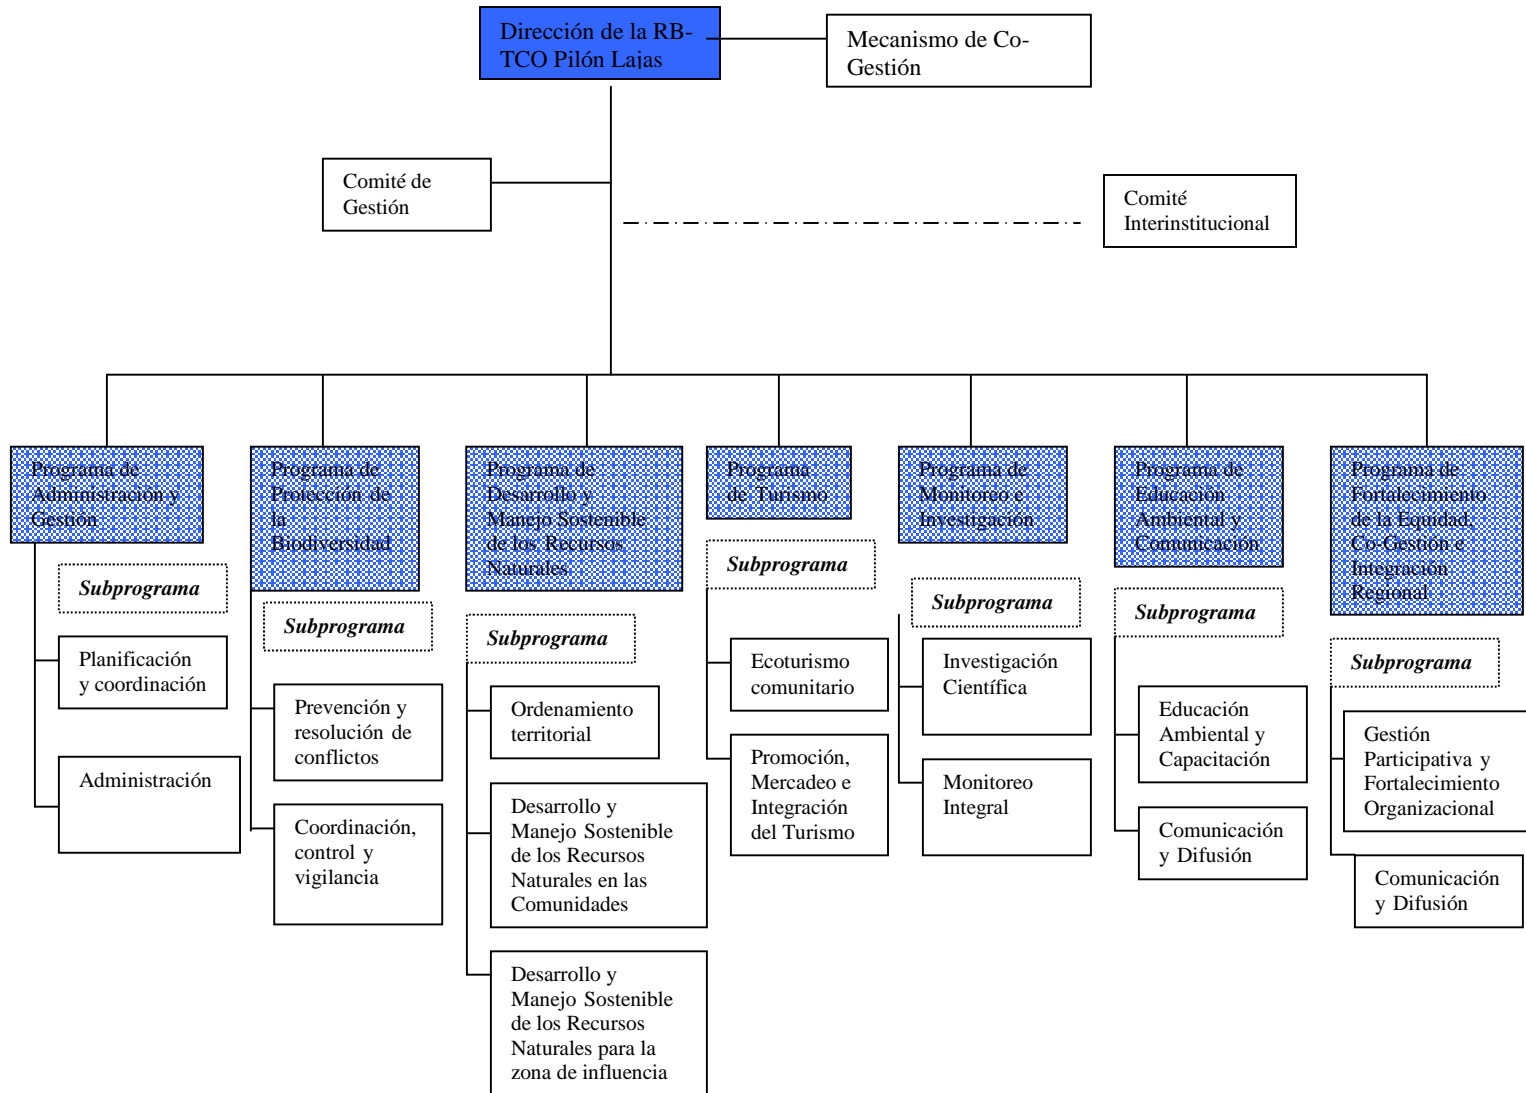 Dirección de la RB-
TCO Pilón Lajas
Mecanismo de Co-
Gestión
Comité de
Gestión
Comité
Interinstitucional
Programa de
Administración y
Gestión
Programa de
Protección de
la
Biodiversidad
Programa de
Desarrollo y
Manejo Sostenible
de los Recursos
Naturales
Programa
de Turismo
Programa de
Monitoreo e
Investigación
Programa de
Educación
Ambiental y
Comunicación
Programa de
Fortalecimiento
de la Equidad,
Co-Gestión e
Integración
Regional
Subprograma
Planificación
y coordinación
Administración
Subprograma
Prevención y
resolución de
conflictos
Coordinación,
control y
vigilancia
Subprograma
Ordenamiento
territorial
Desarrollo y
Manejo Sostenible
de los Recursos
Naturales en las
Comunidades
Desarrollo y
Manejo Sostenible
de los Recursos
Naturales para la
zona de influencia
Subprograma
Ecoturismo
comunitario
Promoción,
Mercadeo e
Integración
del Turismo
Subprograma
Investigación
Científica
Monitoreo
Integral
Subprograma
Educación
Ambiental y
Capacitación
Comunicación
y Difusión
Subprograma
Gestión
Participativa y
Fortalecimiento
Organizacional
Comunicación
y Difusión